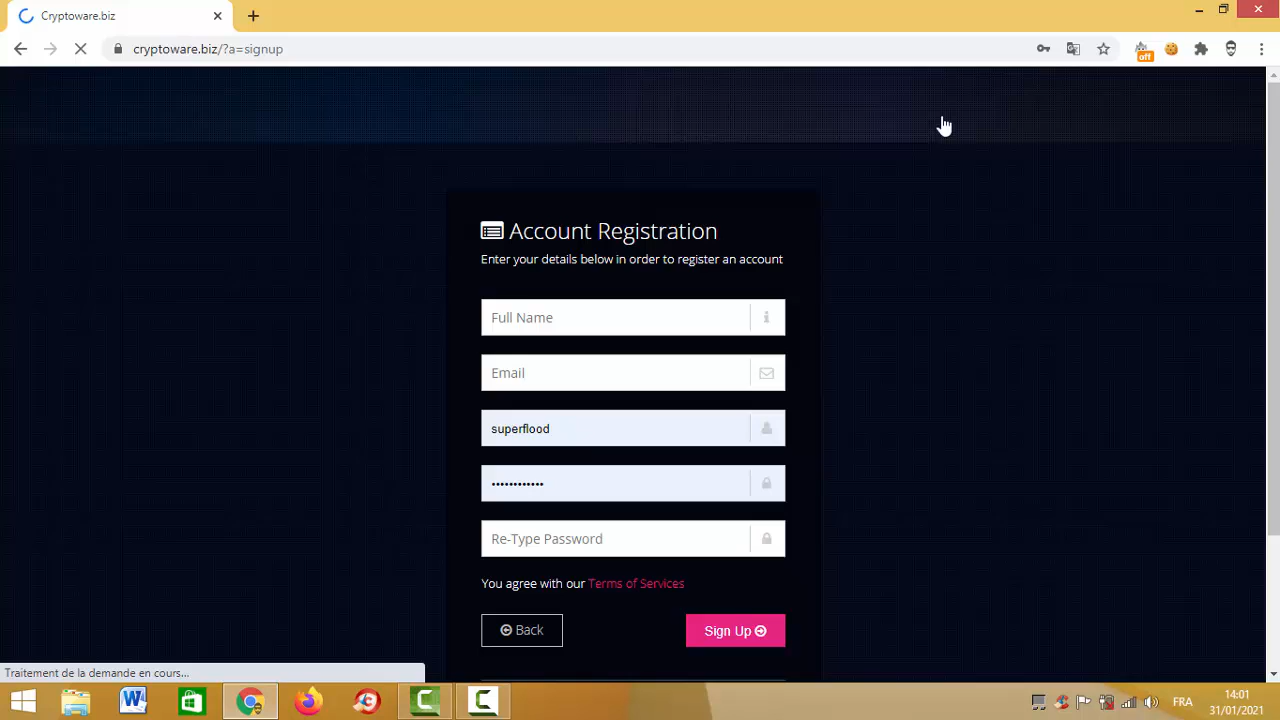 Cryptoware.biz
cryptoware.biz/?a=signup
off
Account Registration
Enter your details below in order to register an account
Full Name
Email
superflood
••••••••••••
Re-Type Password
You agree with our Terms of Services
Back
Sign Up
Traitement de la demande en cours...
FRA
14:01
31/01/2021